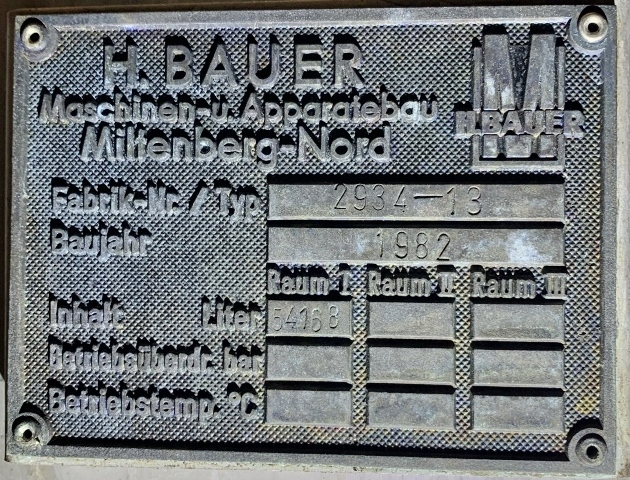 H. BAUER
Maschinen-u. Apparatebau
Miltenberg-Nord
M
H.BAUER
Fabrik-Nr. / Typ 2934-13
Baujahr 1982
Raum I Raum II Raum III
Inhalt Liter 54168
Betriebsüberdr. bar
Betriebstemp. °C